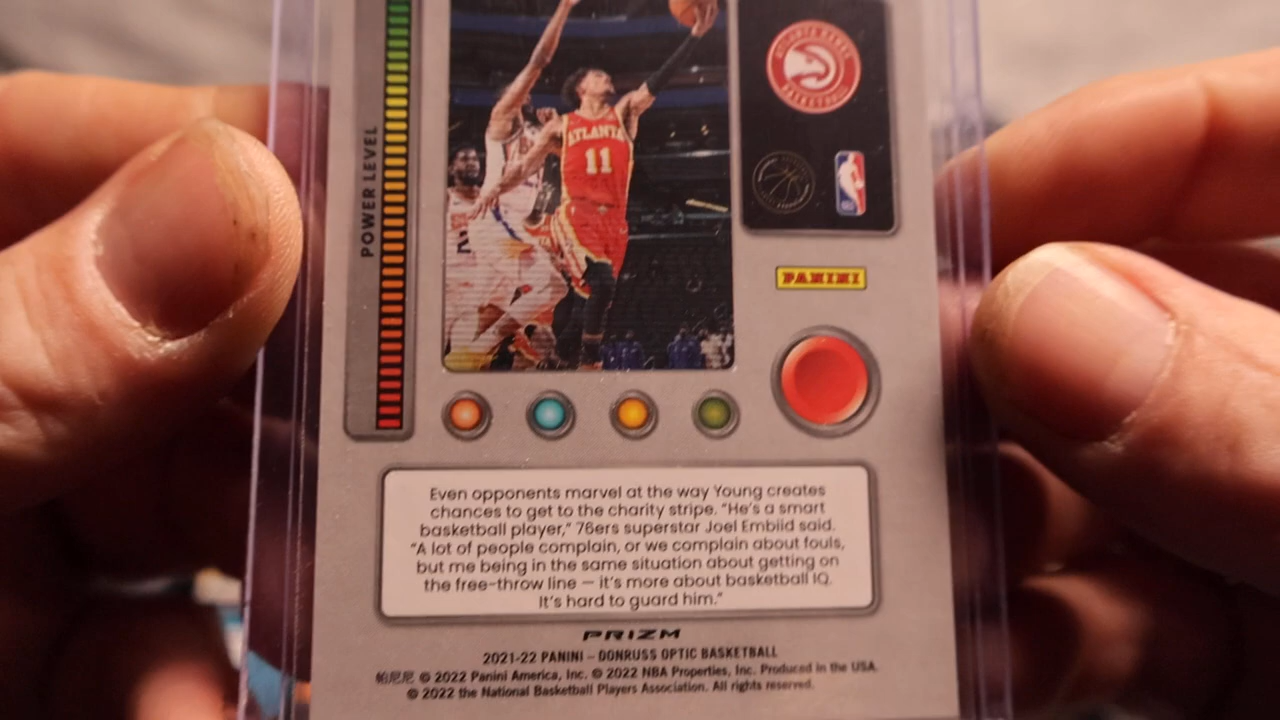 POWER LEVEL
ATLANTA
11
ATLANTA HAWKS
BASKETBALL
PANINI
Even opponents marvel at the way Young creates
chances to get to the charity stripe. "He's a smart
basketball player," 76ers superstar Joel Embiid said.
"A lot of people complain, or we complain about fouls,
but me being in the same situation about getting on
the free-throw line — it's more about basketball IQ.
It's hard to guard him."
PRIZM
2021-22 PANINI – DONRUSS OPTIC BASKETBALL
帕尼尼 © 2022 Panini America, Inc. © 2022 NBA Properties, Inc. Produced in the USA.
© 2022 the National Basketball Players Association. All rights reserved.